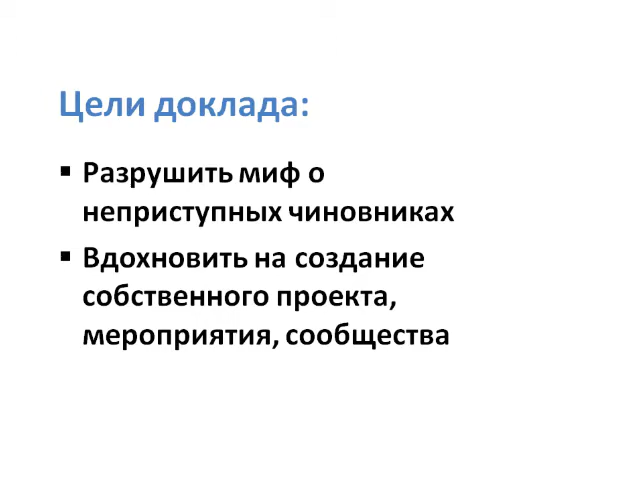 Цели доклада:
▪ Разрушить миф о
неприступных чиновниках
▪ Вдохновить на создание
собственного проекта,
мероприятия, сообщества